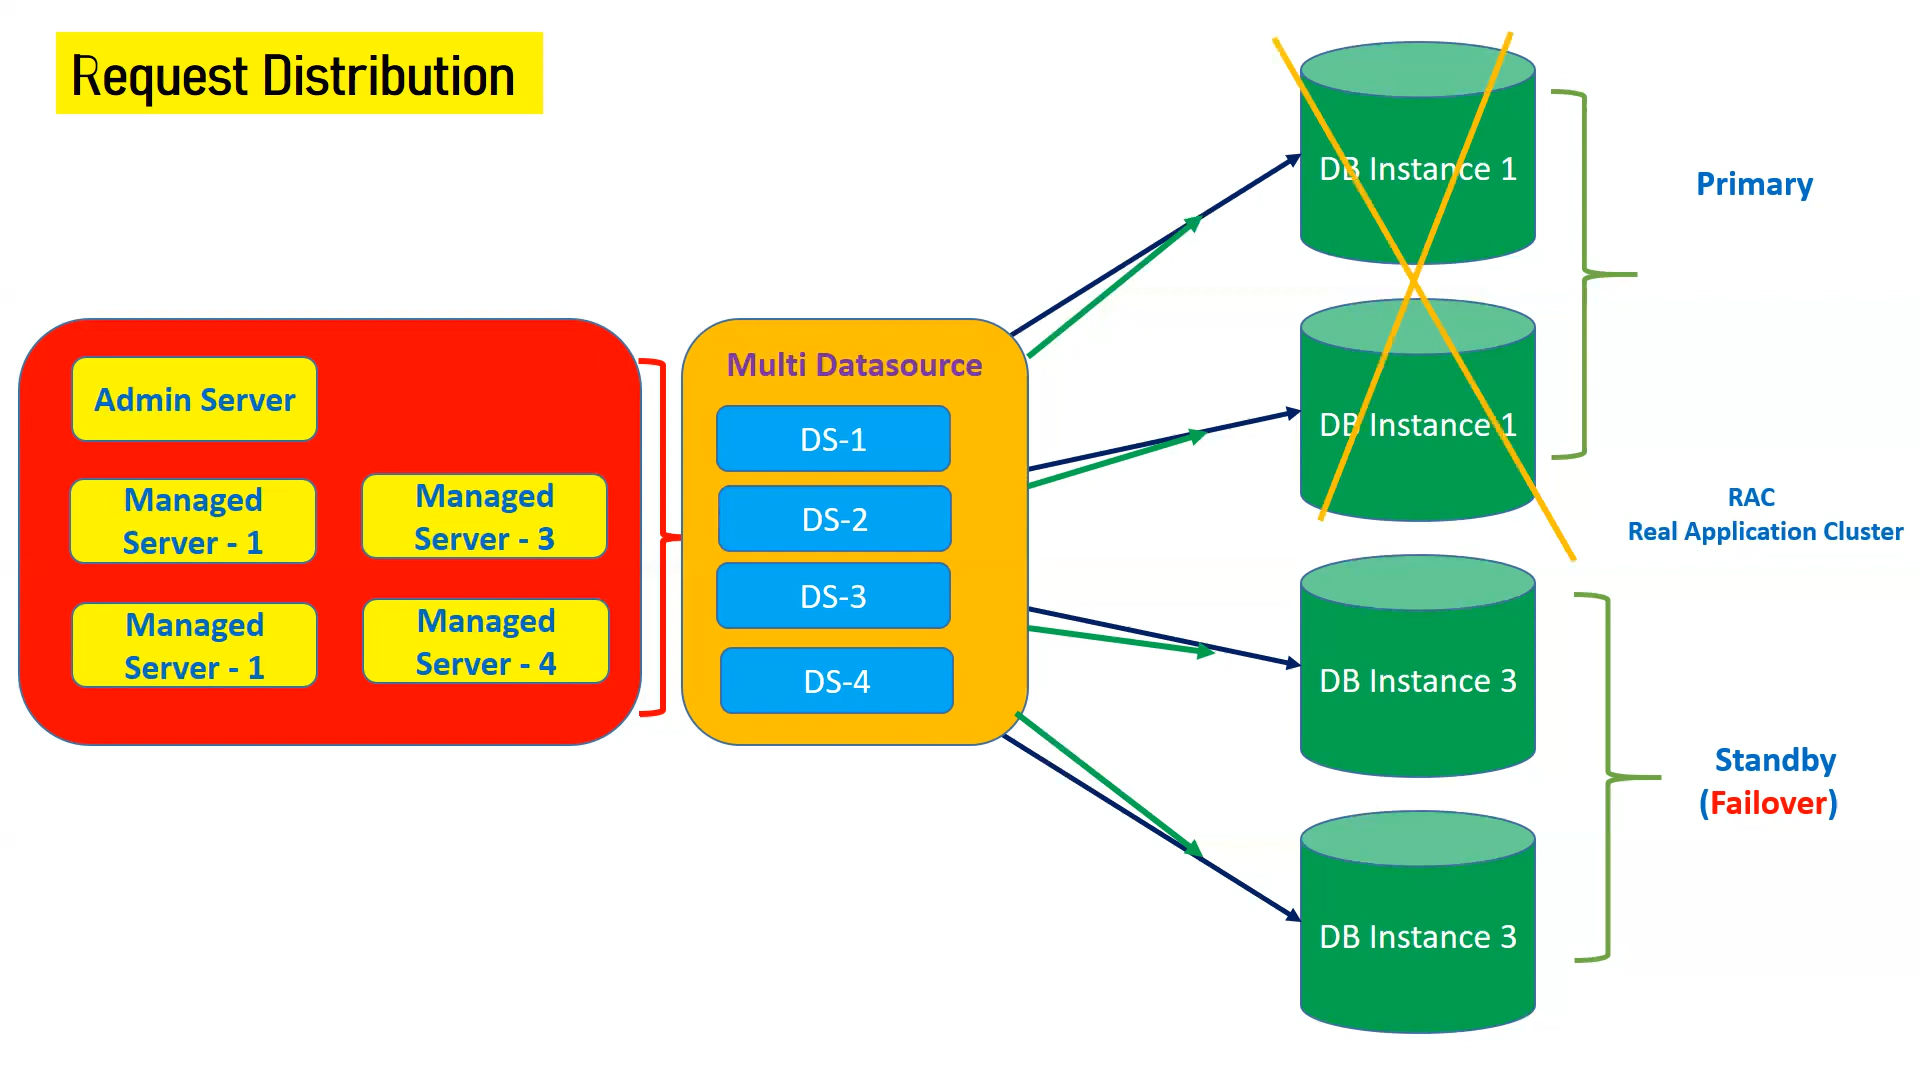 Request Distribution
Admin Server
Managed
Server - 1
Managed
Server - 3
Managed
Server - 1
Managed
Server - 4
Multi Datasource
DS-1
DS-2
DS-3
DS-4
DB Instance 1
DB Instance 1
DB Instance 3
DB Instance 3
Primary
RAC
Real Application Cluster
Standby
(Failover)